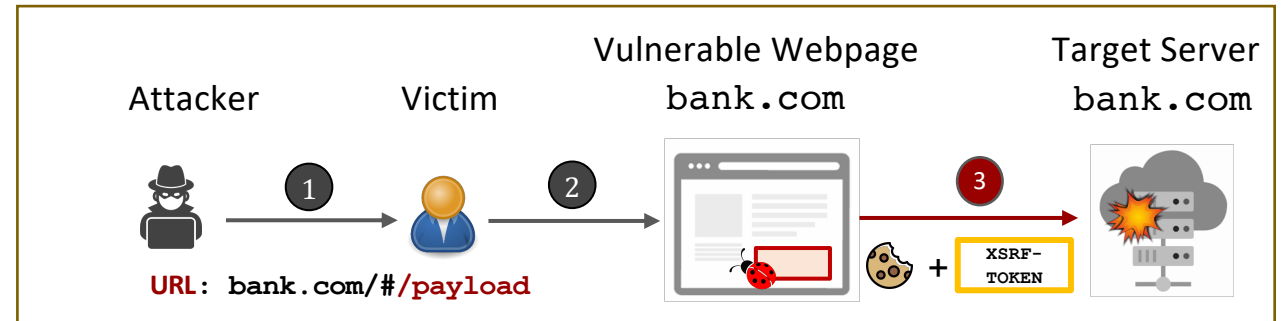 Vulnerable Webpage
Target Server
Attacker
Victim
bank.com
bank.com
1
2
3
XSRF-
TOKEN
+
URL: bank.com/#/payload